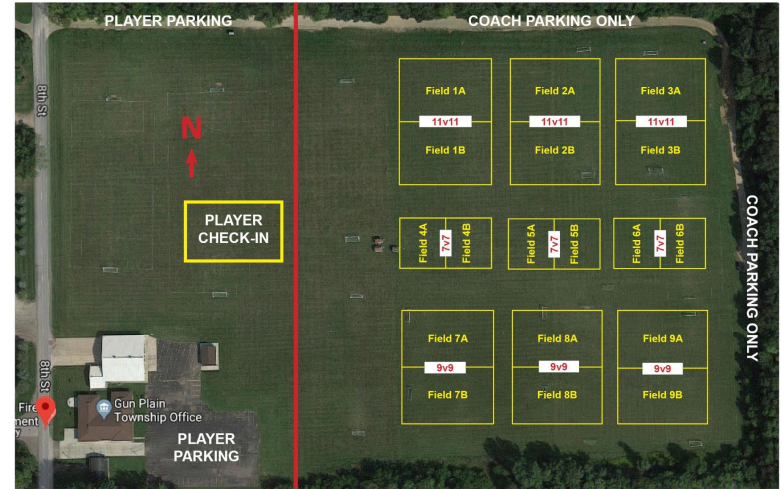 PLAYER PARKING
COACH PARKING ONLY
8th St
N
PLAYER
CHECK-IN
Field 1A
11v11
Field 1B
Field 2A
11v11
Field 2B
Field 3A
11v11
Field 3B
Field 4A
7v7
Field 4B
Field 5A
7v7
Field 5B
Field 6A
7v7
Field 6B
COACH PARKING ONLY
Field 7A
9v9
Field 7B
Field 8A
9v9
Field 8B
Field 9A
9v9
Field 9B
8th St
Fire
ment
y
Gun Plain
Township Office
PLAYER
PARKING